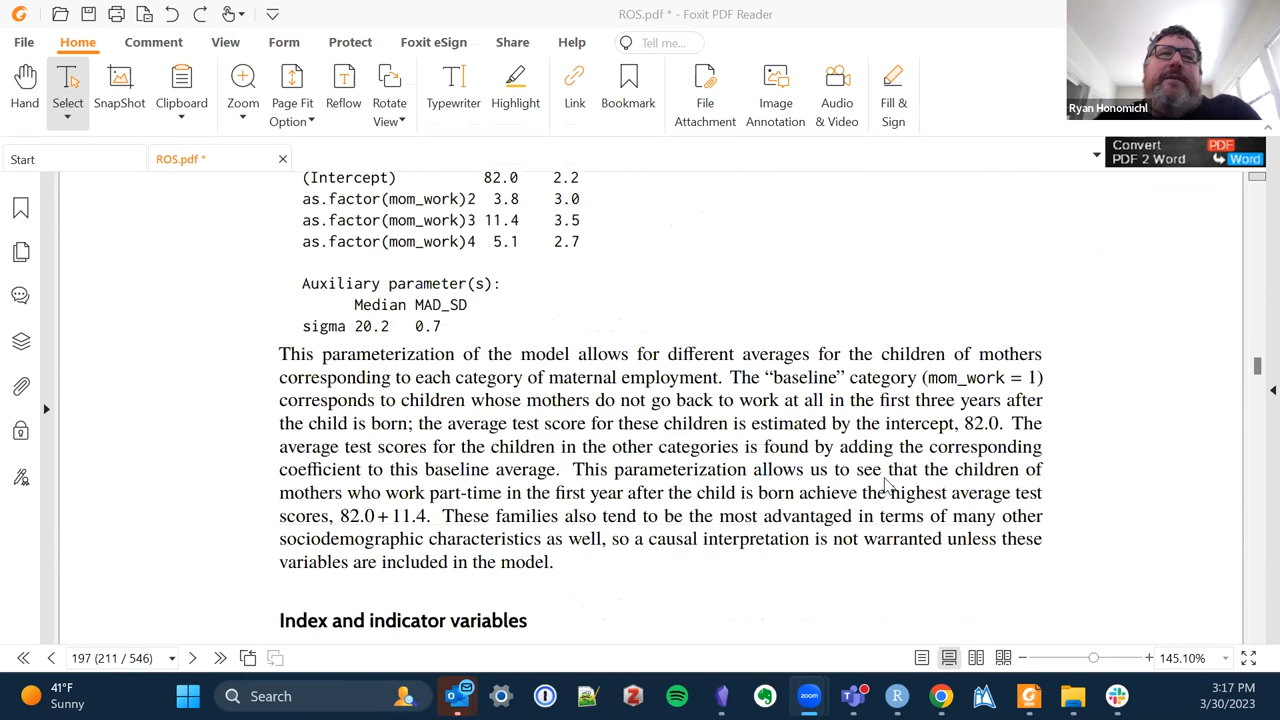 ROS.pdf * - Foxit PDF Reader
File Home Comment View Form Protect Foxit eSign Share Help Tell me...
Hand Select SnapShot Clipboard Zoom Page Fit Option Reflow Rotate View Typewriter Highlight Link Bookmark File Attachment Image Annotation Audio & Video Fill & Sign
Ryan Honomichl
Start ROS.pdf *
Convert PDF
PDF 2 Word Word
(Intercept) 82.0 2.2
as.factor(mom_work)2 3.8 3.0
as.factor(mom_work)3 11.4 3.5
as.factor(mom_work)4 5.1 2.7
Auxiliary parameter(s):
Median MAD_SD
sigma 20.2 0.7
This parameterization of the model allows for different averages for the children of mothers
corresponding to each category of maternal employment. The “baseline” category (mom_work = 1)
corresponds to children whose mothers do not go back to work at all in the first three years after
the child is born; the average test score for these children is estimated by the intercept, 82.0. The
average test scores for the children in the other categories is found by adding the corresponding
coefficient to this baseline average. This parameterization allows us to see that the children of
mothers who work part-time in the first year after the child is born achieve the highest average test
scores, 82.0 + 11.4. These families also tend to be the most advantaged in terms of many other
sociodemographic characteristics as well, so a causal interpretation is not warranted unless these
variables are included in the model.
Index and indicator variables
197 (211 / 546) 145.10%
41°F
Sunny
Search
3:17 PM
3/30/2023